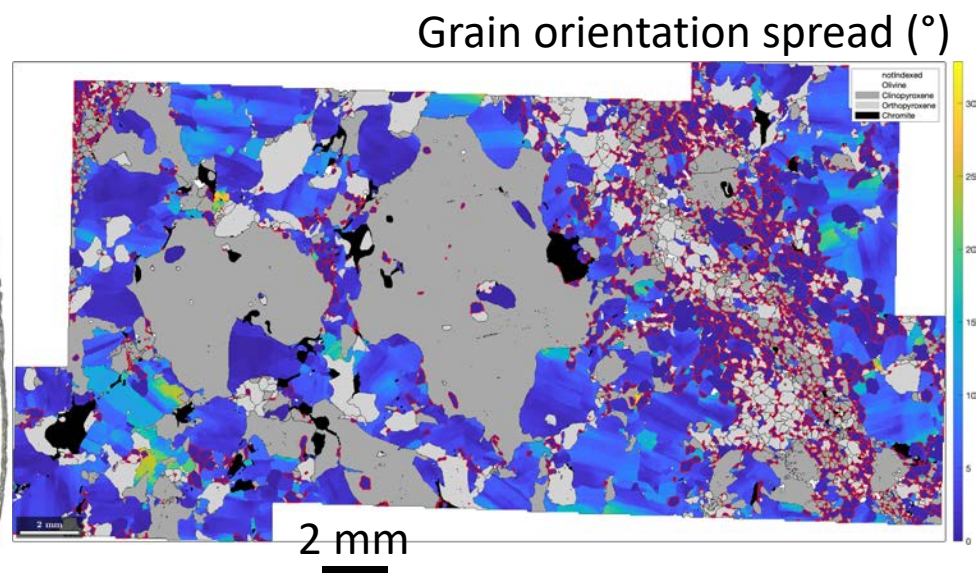 Grain orientation spread (°)
notIndexed
Olivine
Clinopyroxene
Orthopyroxene
Chromite
30
25
20
15
10
5
0
2 mm
2 mm